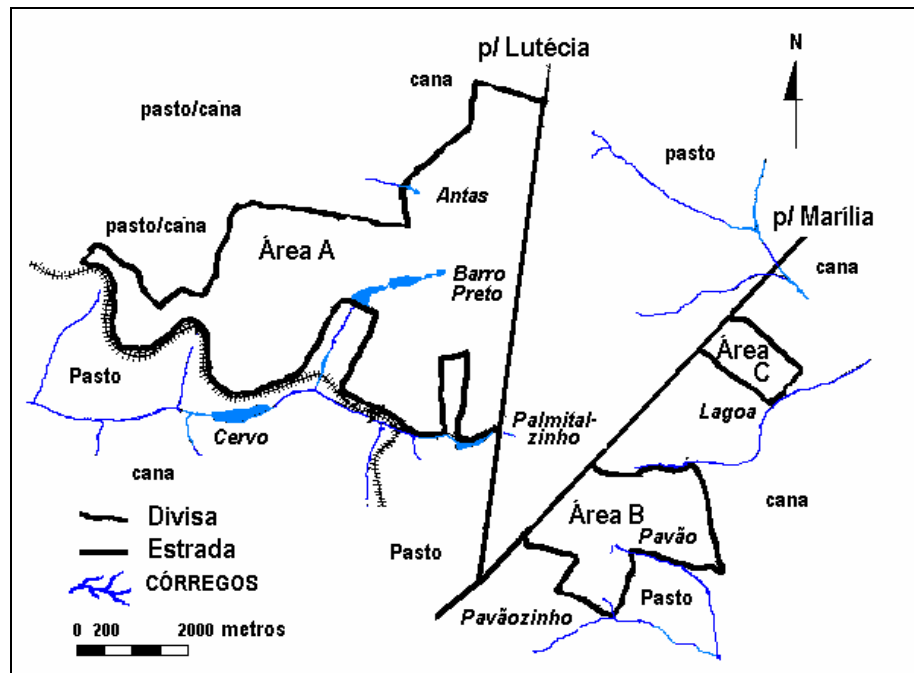 p/ Lutécia
N
cana
pasto/cana
pasto
Antas
p/ Marília
pasto/cana
Área A
cana
Barro
Preto
Área
C
Pasto
Lagoa
Palmital-
zinho
Cervo
cana
cana
Divisa
Área B
Pavão
Estrada
Pasto
CÓRREGOS
Pasto
Pavãozinho
0 200 2000 metros